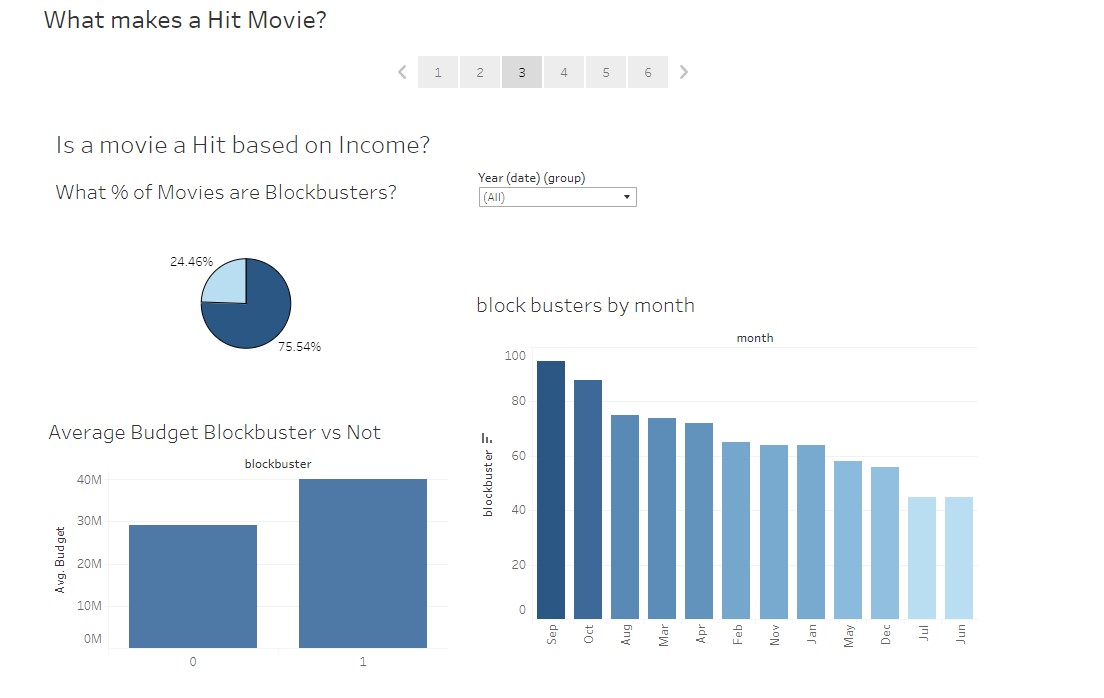 What makes a Hit Movie?
1 2 3 4 5 6
Is a movie a Hit based on Income?
What % of Movies are Blockbusters?
Year (date) (group)
(All)
24.46%
75.54%
block busters by month
month
100
80
60
40
20
0
blockbuster
Sep Oct Aug Mar Apr Feb Nov Jan May Dec Jul Jun
Average Budget Blockbuster vs Not
blockbuster
40M
30M
20M
10M
0M
Avg. Budget
0 1